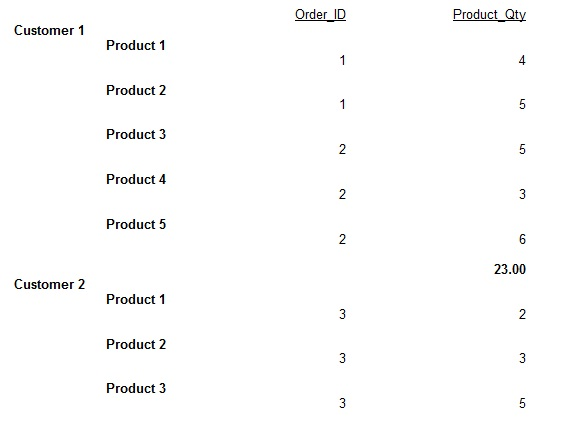 Order_ID Product_Qty
Customer 1
Product 1
1 4
Product 2
1 5
Product 3
2 5
Product 4
2 3
Product 5
2 6
23.00
Customer 2
Product 1
3 2
Product 2
3 3
Product 3
3 5